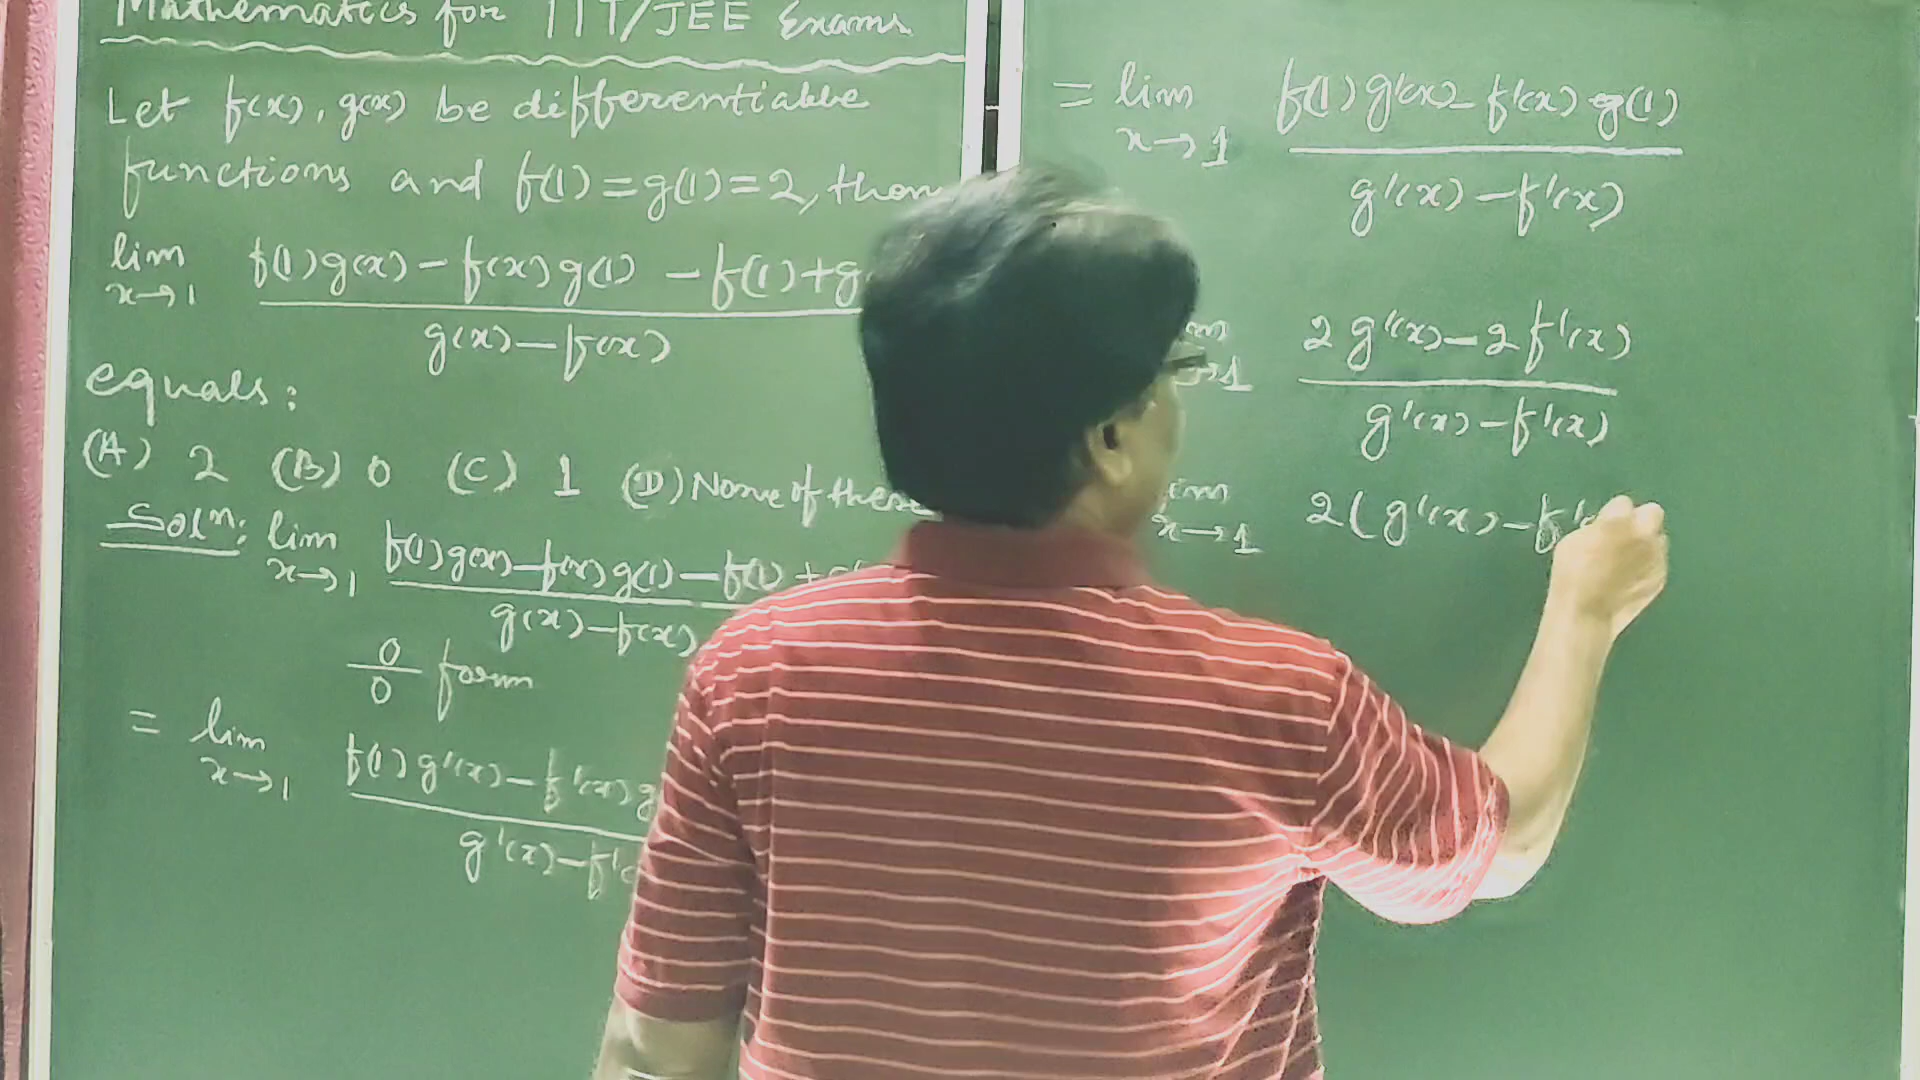 Mathematics for IIT/JEE Exams
Let f(x), g(x) be differentiable
functions and f(1)=g(1)=2, then
lim x→1 f(1)g(x)-f(x)g(1) -f(1)+g
g(x)-f(x)
equals:
(A) 2 (B) 0 (C) 1 (D) None of these
Solⁿ: lim x→1 f(1)g(x)-f(x)g(1)-f(1)+
g(x)-f(x)
0/0 form
= lim x→1 f(1)g'(x)-f'(x)g
g'(x)-f'(
= lim x→1 f(1)g'(x)-f'(x)g(1)
g'(x)-f'(x)
→1 2g'(x)-2f'(x)
g'(x)-f'(x)
lim x→1 2(g'(x)-f'